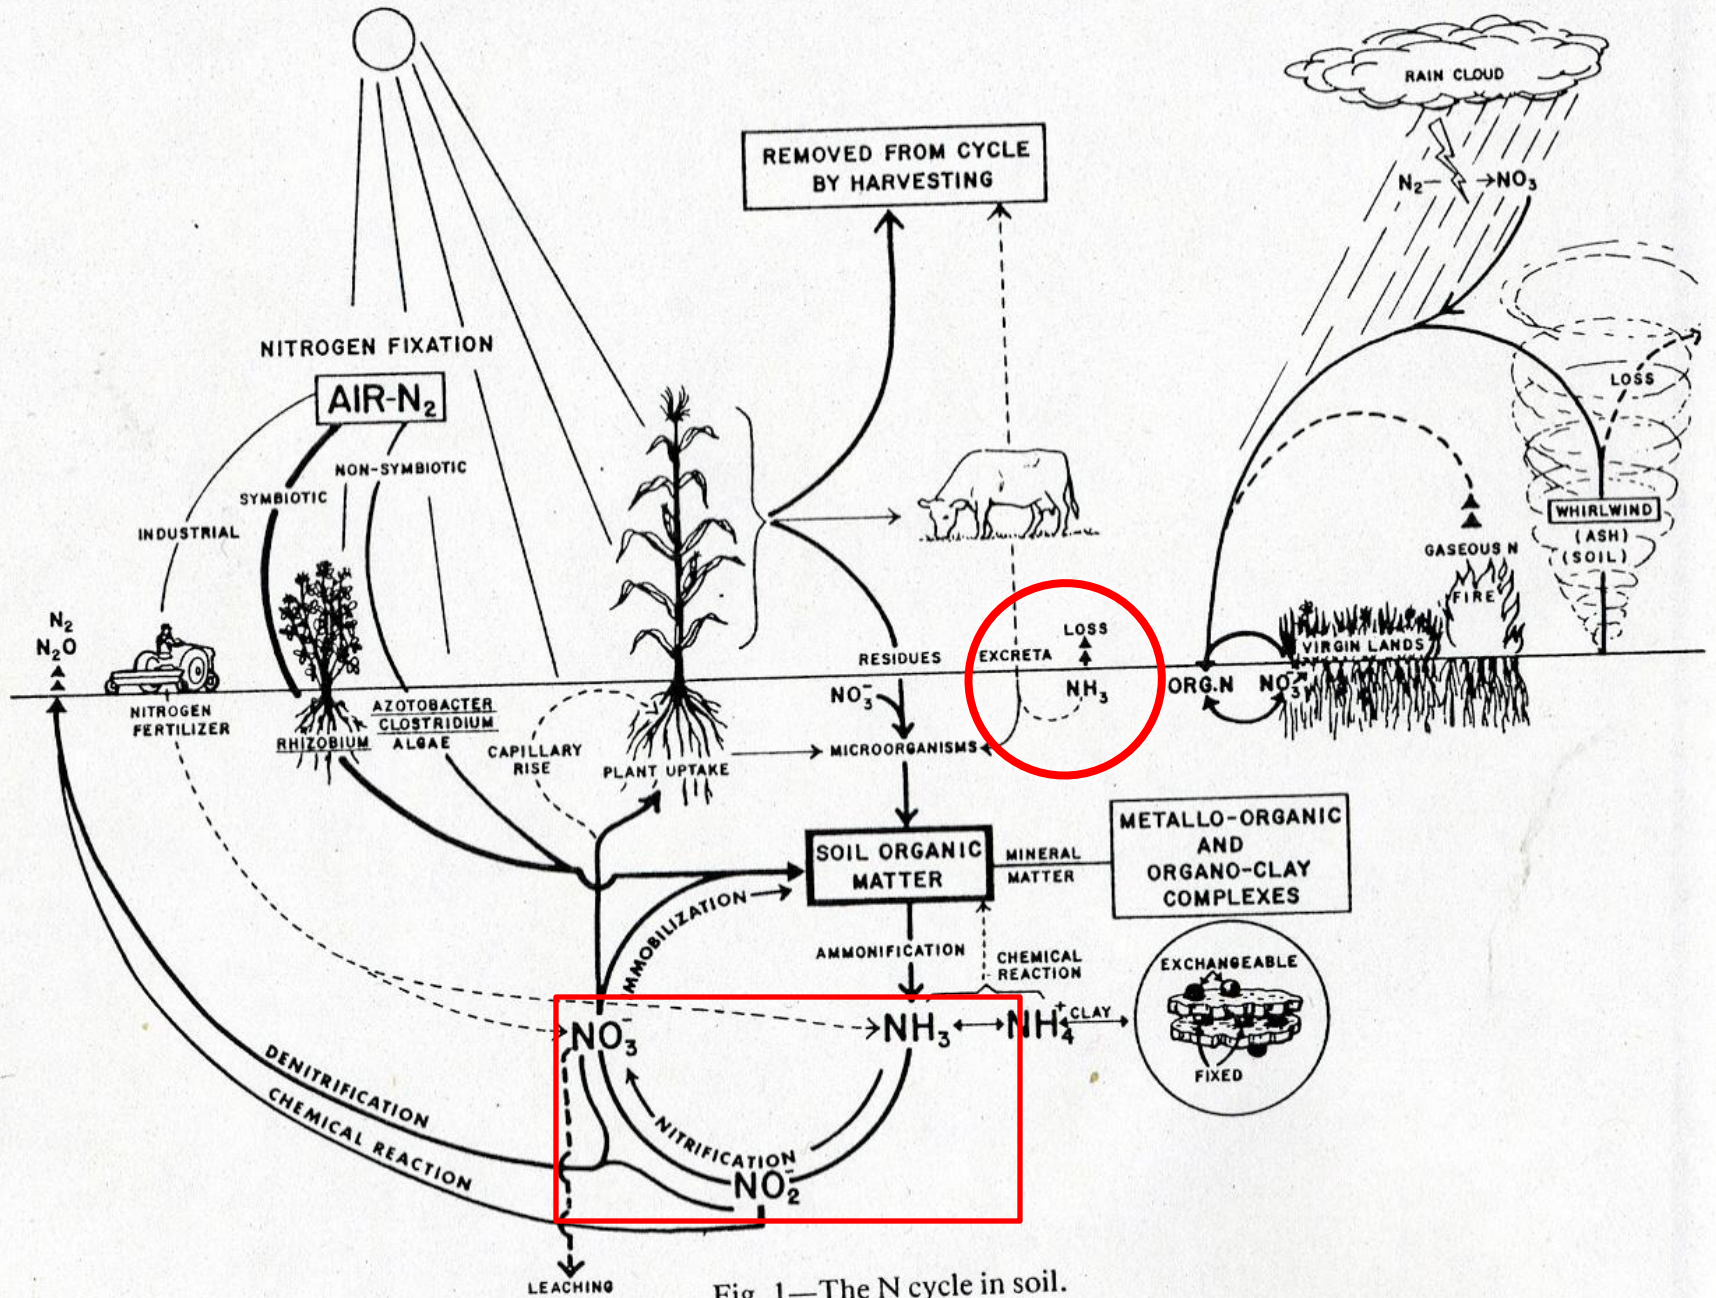 RAIN CLOUD
REMOVED FROM CYCLE
BY HARVESTING
N₂ → NO₃
NITROGEN FIXATION
AIR-N₂
LOSS
NON-SYMBIOTIC
SYMBIOTIC
INDUSTRIAL
WHIRLWIND
(ASH)
(SOIL)
GASEOUS N
FIRE
N₂
N₂O
LOSS
VIRGIN LANDS
RESIDUES
EXCRETA
NO₃⁻
NH₃
ORG.N
NO₃⁻
NITROGEN
FERTILIZER
AZOTOBACTER
CLOSTRIDIUM
ALGAE
RHIZOBIUM
CAPILLARY
RISE
PLANT UPTAKE
MICROORGANISMS
SOIL ORGANIC
MATTER
MINERAL
MATTER
METALLO-ORGANIC
AND
ORGANO-CLAY
COMPLEXES
IMMOBILIZATION
AMMONIFICATION
CHEMICAL
REACTION
EXCHANGEABLE
FIXED
NO₃⁻
NH₃
NH₄⁺
CLAY
DENITRIFICATION
CHEMICAL REACTION
NITRIFICATION
NO₂⁻
LEACHING
Fig. 1—The N cycle in soil.